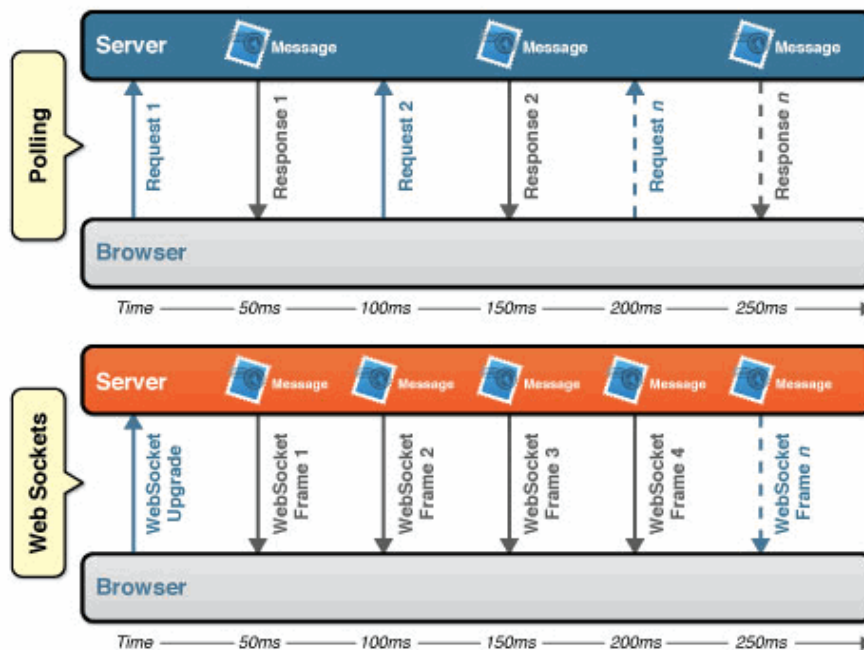 Polling
Server
Message
Message
Message
Request 1
Response 1
Request 2
Response 2
Request n
Response n
Browser
Time 50ms 100ms 150ms 200ms 250ms
Web Sockets
Server
Message
Message
Message
Message
Message
WebSocket
Upgrade
WebSocket
Frame 1
WebSocket
Frame 2
WebSocket
Frame 3
WebSocket
Frame 4
WebSocket
Frame n
Browser
Time 50ms 100ms 150ms 200ms 250ms